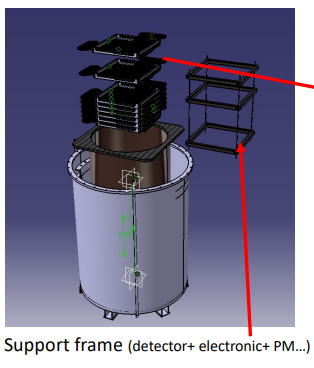 Support frame (detector+ electronic+ PM...)